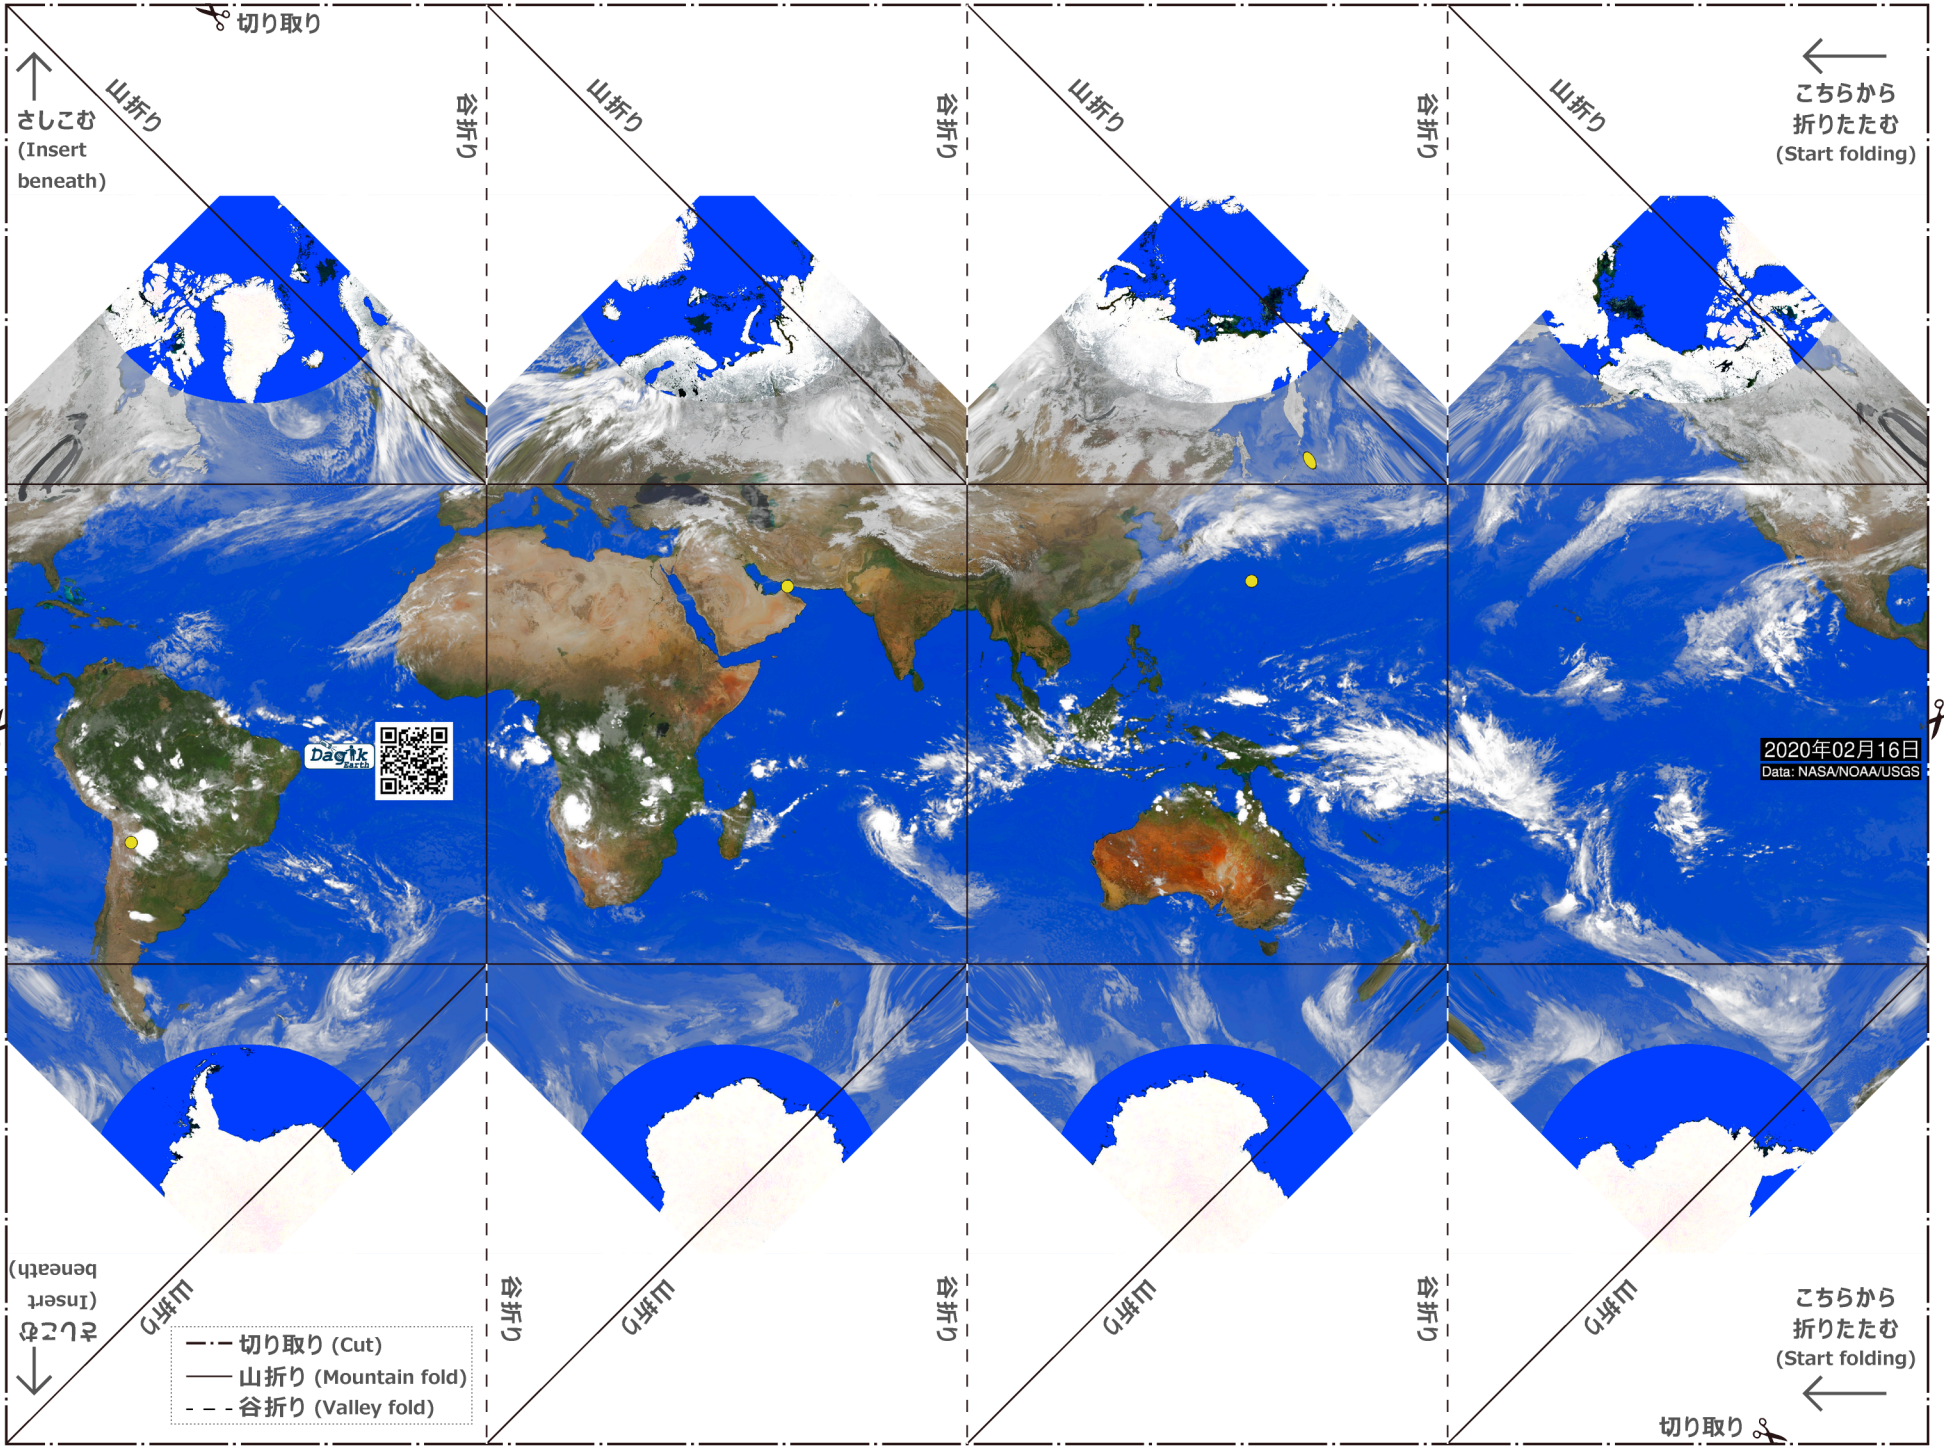 切り取り
山折り
谷折り
山折り
谷折り
山折り
谷折り
山折り
さしこむ
(Insert
beneath)
こちらから
折りたたむ
(Start folding)
Dagik
Earth
2020年02月16日
Data: NASA/NOAA/USGS
さしこむ
(Insert
beneath)
山折り
谷折り
山折り
谷折り
山折り
谷折り
山折り
切り取り (Cut)
山折り (Mountain fold)
谷折り (Valley fold)
こちらから
折りたたむ
(Start folding)
切り取り